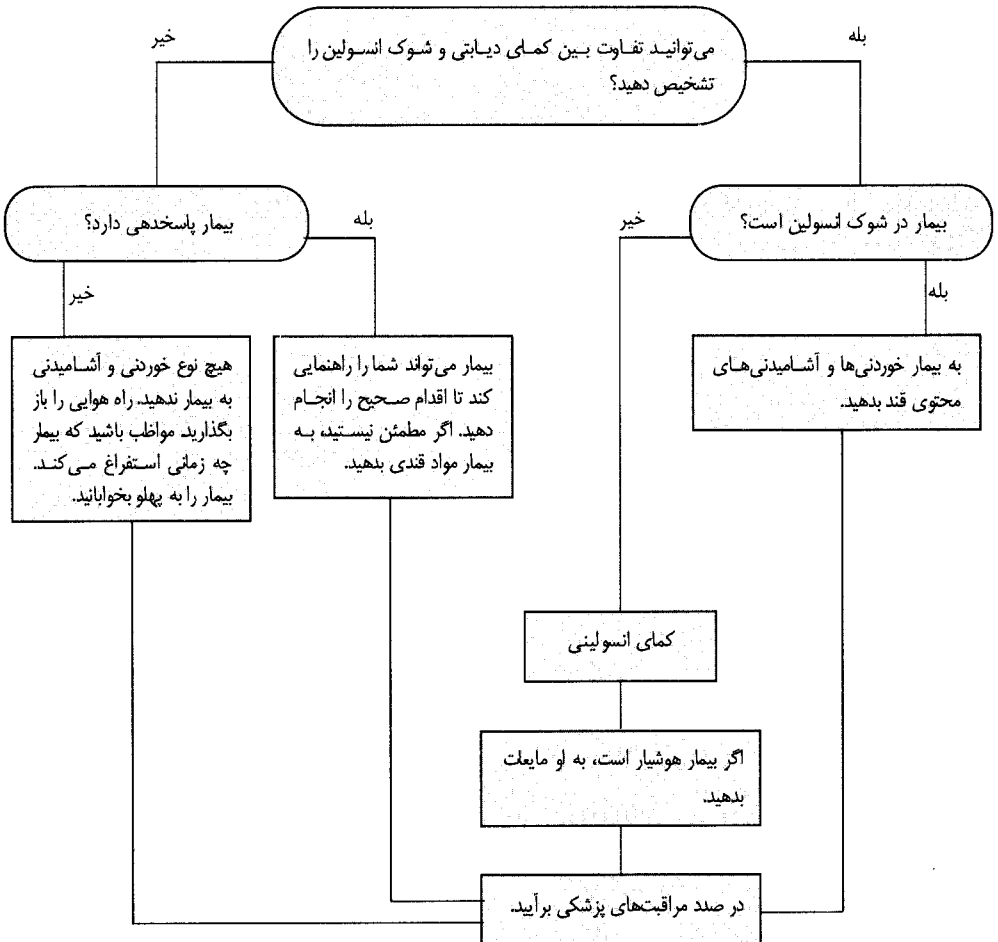 می‌توانید تفاوت بین کمای دیابتی و شوک انسولین را
تشخیص دهید؟
بله
خیر
بیمار در شوک انسولین است؟
بله
خیر
بیمار پاسخدهی دارد؟
بله
خیر
به بیمار خوردنی‌ها و آشامیدنی‌های
محتوی قند بدهید.
بیمار می‌تواند شما را راهنمایی
کند تا اقدام صحیح را انجام
دهید. اگر مطمئن نیستید، به
بیمار مواد قندی بدهید.
هیچ نوع خوردنی و آشامیدنی
به بیمار ندهید. راه هوایی را باز
بگذارید. مواظب باشید که بیمار
چه زمانی استفراغ می‌کند.
بیمار را به پهلو بخوابانید.
کمای انسولینی
اگر بیمار هوشیار است، به او مایعات
بدهید.
در صدد مراقبت‌های پزشکی برآیید.